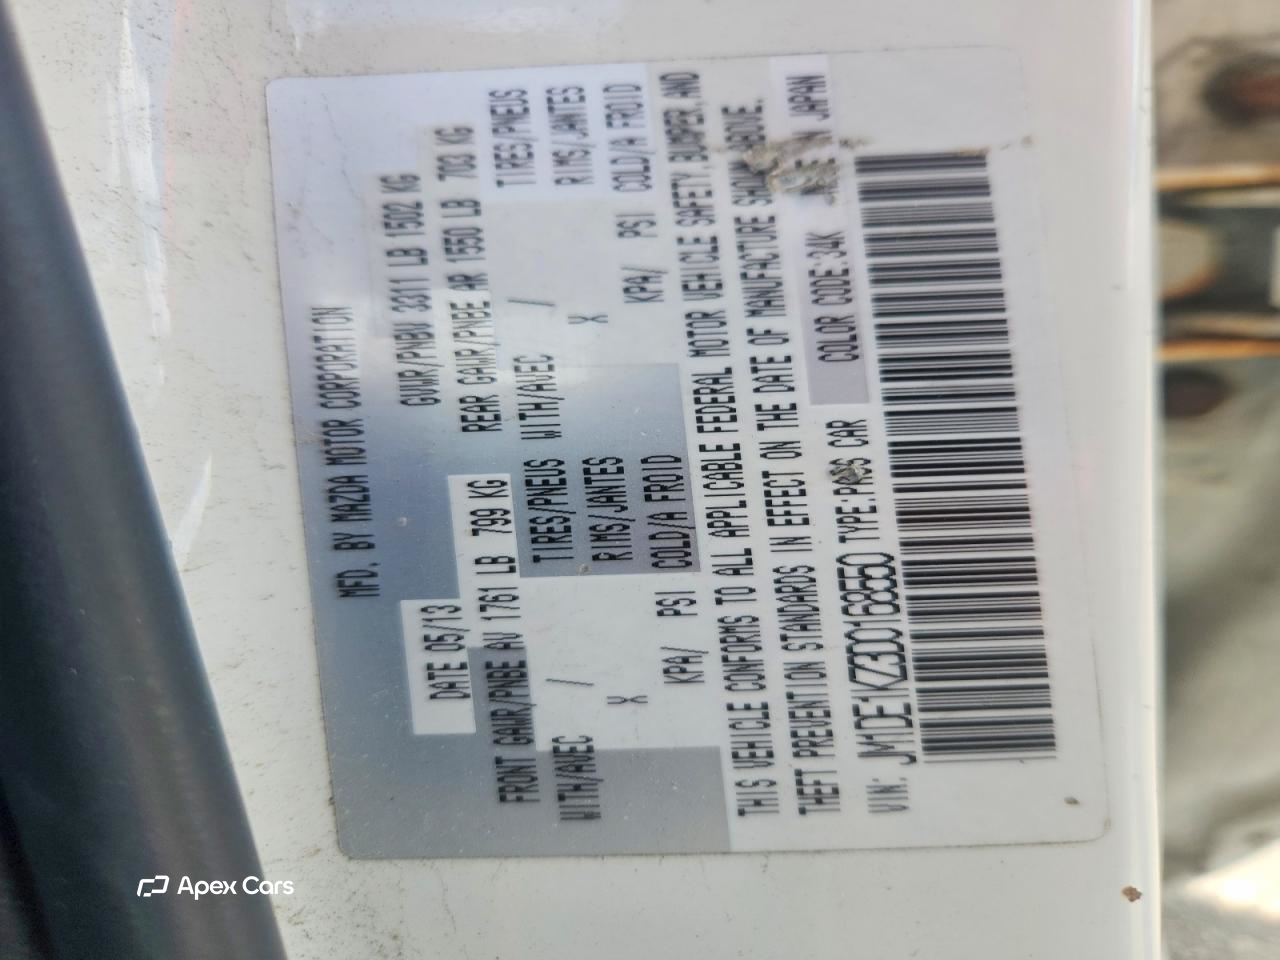 MFD. BY MAZDA MOTOR CORPORATION
DATE 05/13 GVWR/PNBV 3311 LB 1502 KG
FRONT GAWR/PNBE AV 1761 LB 799 KG REAR GAWR/PNBE AR 1550 LB 703 KG
WITH/AVEC / TIRES/PNEUS WITH/AVEC / TIRES/PNEUS
X RIMS/JANTES X RIMS/JANTES
KPA/ PSI COLD/A FROID KPA/ PSI COLD/A FROID
THIS VEHICLE CONFORMS TO ALL APPLICABLE FEDERAL MOTOR VEHICLE SAFETY, BUMPER, AND
THEFT PREVENTION STANDARDS IN EFFECT ON THE DATE OF MANUFACTURE SHOWN ABOVE.
VIN: JM1DE1KZ3D0168550 TYPE:PASS CAR COLOR CODE:34K MADE IN JAPAN
Apex Cars